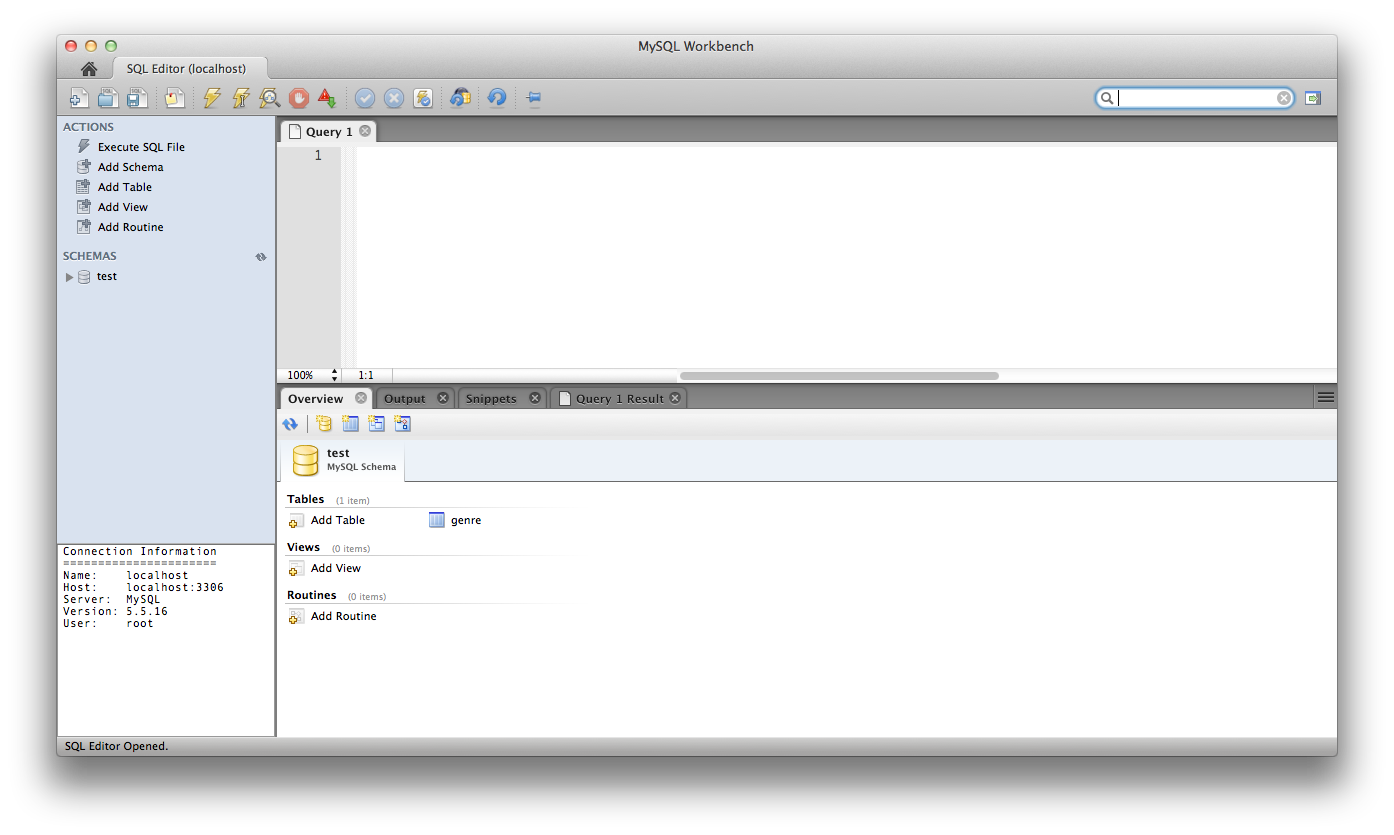 MySQL Workbench
SQL Editor (localhost)
ACTIONS
Execute SQL File
Add Schema
Add Table
Add View
Add Routine
SCHEMAS
test
Query 1
1
100% 1:1
Overview Output Snippets Query 1 Result
test
MySQL Schema
Tables (1 item)
Add Table genre
Views (0 items)
Add View
Routines (0 items)
Add Routine
Connection Information
======================
Name: localhost
Host: localhost:3306
Server: MySQL
Version: 5.5.16
User: root
SQL Editor Opened.